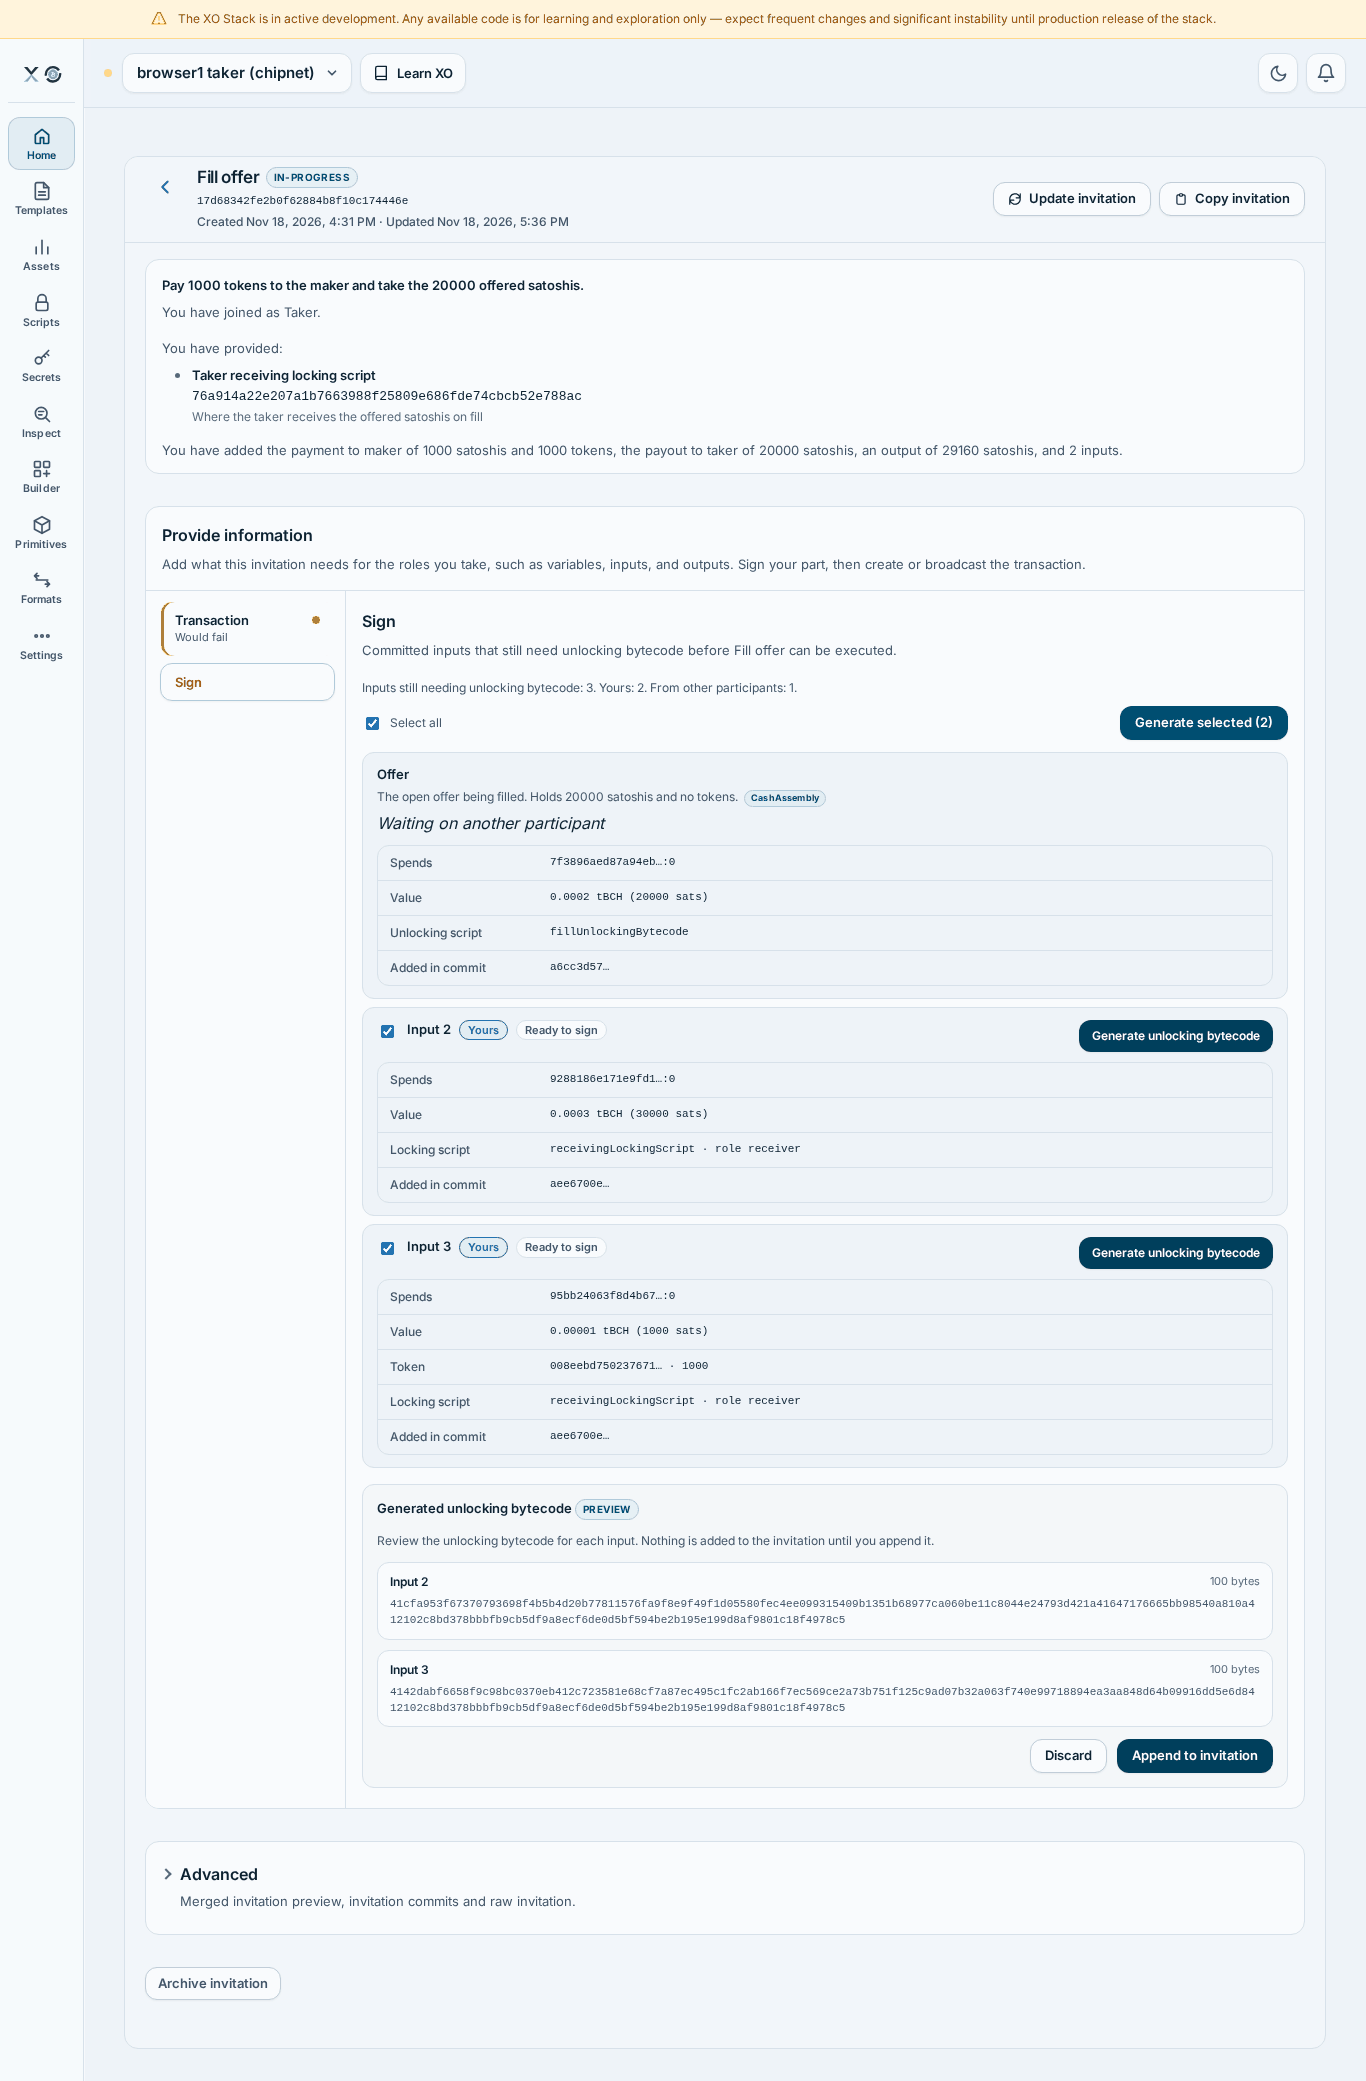 The XO Stack is in active development. Any available code is for learning and exploration only — expect frequent changes and significant instability until production release of the stack.
browser1 taker (chipnet)
Learn XO
Home
Templates
Assets
Scripts
Secrets
Inspect
Builder
Primitives
Formats
Settings
Fill offer IN-PROGRESS
17d68342fe2b0f62884b8f10c174446e
Created Nov 18, 2026, 4:31 PM · Updated Nov 18, 2026, 5:36 PM
Update invitation
Copy invitation
Pay 1000 tokens to the maker and take the 20000 offered satoshis.
You have joined as Taker.
You have provided:
• Taker receiving locking script
76a914a22e207a1b7663988f25809e686fde74cbcb52e788ac
Where the taker receives the offered satoshis on fill
You have added the payment to maker of 1000 satoshis and 1000 tokens, the payout to taker of 20000 satoshis, an output of 29160 satoshis, and 2 inputs.
Provide information
Add what this invitation needs for the roles you take, such as variables, inputs, and outputs. Sign your part, then create or broadcast the transaction.
Transaction
Would fail
Sign
Sign
Committed inputs that still need unlocking bytecode before Fill offer can be executed.
Inputs still needing unlocking bytecode: 3. Yours: 2. From other participants: 1.
Select all
Generate selected (2)
Offer
The open offer being filled. Holds 20000 satoshis and no tokens. CashAssembly
Waiting on another participant
Spends 7f3896aed87a94eb…:0
Value 0.0002 tBCH (20000 sats)
Unlocking script fillUnlockingBytecode
Added in commit a6cc3d57…
Input 2 Yours Ready to sign
Generate unlocking bytecode
Spends 9288186e171e9fd1…:0
Value 0.0003 tBCH (30000 sats)
Locking script receivingLockingScript · role receiver
Added in commit aee6700e…
Input 3 Yours Ready to sign
Generate unlocking bytecode
Spends 95bb24063f8d4b67…:0
Value 0.00001 tBCH (1000 sats)
Token 008eebd750237671… · 1000
Locking script receivingLockingScript · role receiver
Added in commit aee6700e…
Generated unlocking bytecode PREVIEW
Review the unlocking bytecode for each input. Nothing is added to the invitation until you append it.
Input 2 100 bytes
41cfa953f67370793698f4b5b4d20b77811576fa9f8e9f49f1d05580fec4ee099315409b1351b68977ca060be11c8044e24793d421a41647176665bb98540a810a4
12102c8bd378bbbfb9cb5df9a8ecf6de0d5bf594be2b195e199d8af9801c18f4978c5
Input 3 100 bytes
4142dabf6658f9c98bc0370eb412c723581e68cf7a87ec495c1fc2ab166f7ec569ce2a73b751f125c9ad07b32a063f740e99718894ea3aa848d64b09916dd5e6d84
12102c8bd378bbbfb9cb5df9a8ecf6de0d5bf594be2b195e199d8af9801c18f4978c5
Discard
Append to invitation
Advanced
Merged invitation preview, invitation commits and raw invitation.
Archive invitation